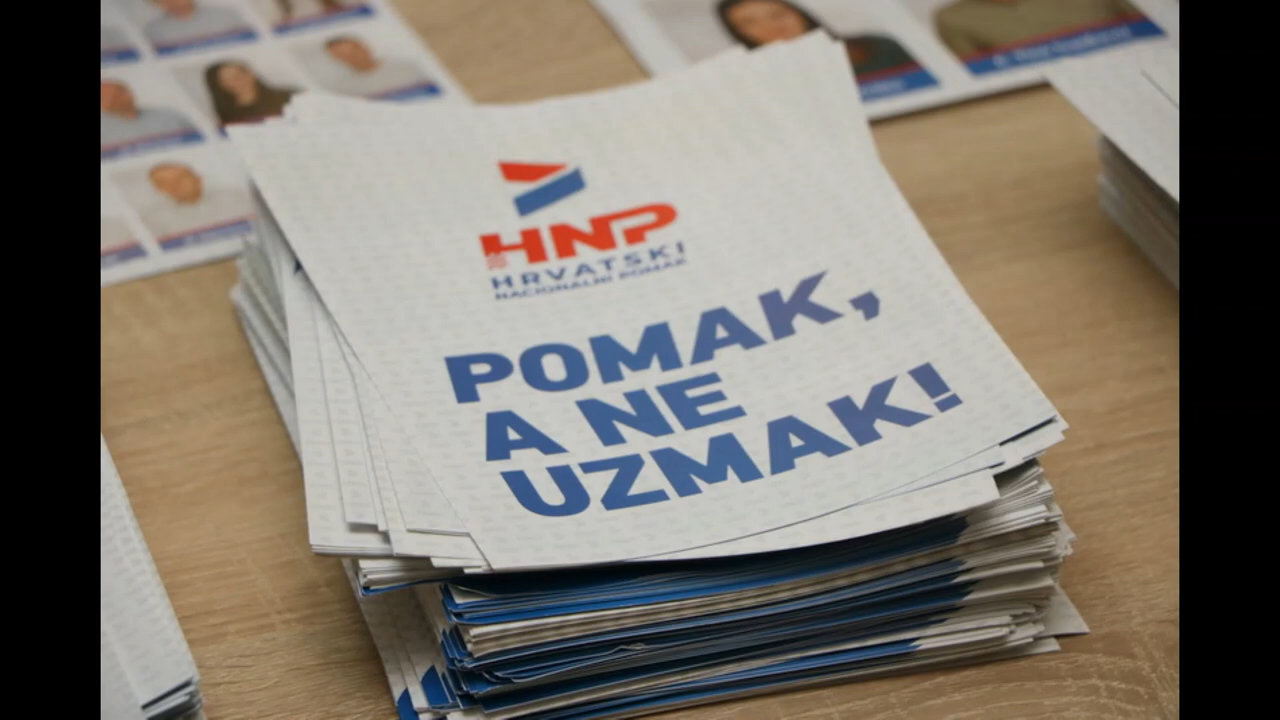 HNP
HRVATSKI
NACIONALNI POMAK
POMAK,
A NE
UZMAK!